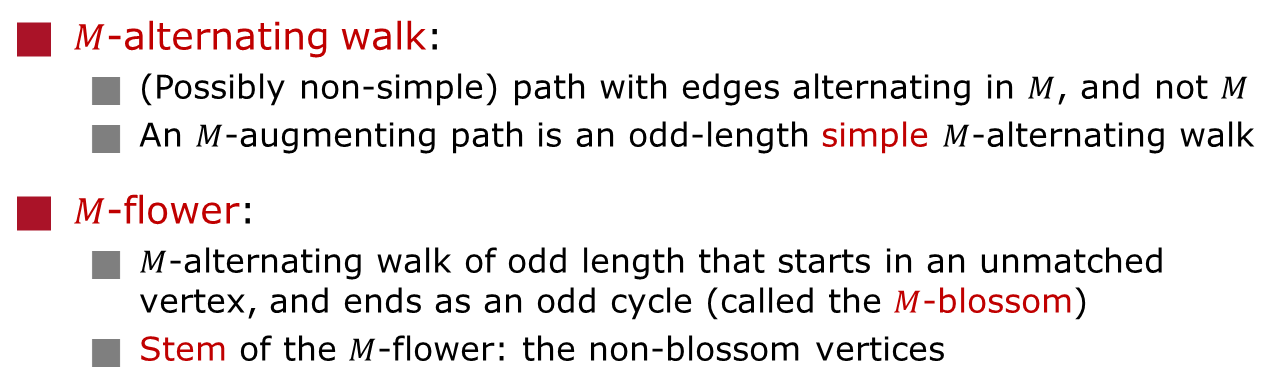 M-alternating walk:
(Possibly non-simple) path with edges alternating in M, and not M
An M-augmenting path is an odd-length simple M-alternating walk
M-flower:
M-alternating walk of odd length that starts in an unmatched
vertex, and ends as an odd cycle (called the M-blossom)
Stem of the M-flower: the non-blossom vertices